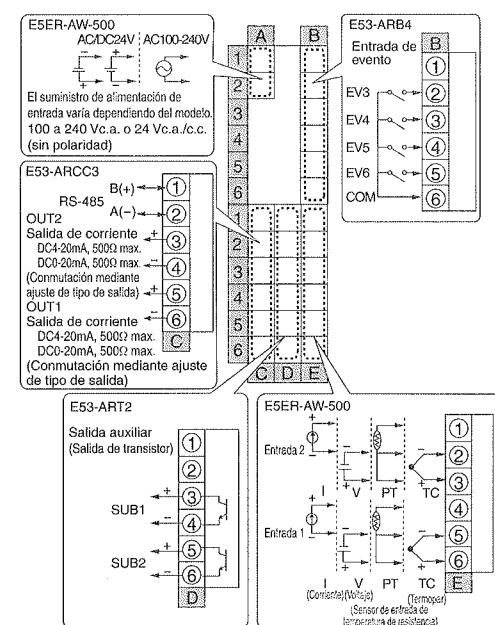 E5ER-AW-500
AC/DC24V AC100-240V
El suministro de alimentación de
entrada varía dependiendo del modelo.
100 a 240 Vc.a. o 24 Vc.a./c.c.
(sin polaridad)
A B
1
2
3
4
5
6
1
2
3
4
5
6
C D E
E53-ARB4
Entrada de
evento
B
1
EV3 2
EV4 3
EV5 4
EV6 5
COM 6
E53-ARCC3
B(+) 1
RS-485
A(−) 2
OUT2
Salida de corriente + 3
DC4-20mA, 500Ω max.
DC0-20mA, 500Ω max. − 4
(Conmutación mediante
ajuste de tipo de salida) + 5
OUT1
Salida de corriente − 6
DC4-20mA, 500Ω max.
DC0-20mA, 500Ω max.
C
(Conmutación mediante ajuste
de tipo de salida)
E53-ART2
Salida auxiliar
(Salida de transistor)
1
2
+ 3
SUB1
− 4
+ 5
SUB2
− 6
D
E5ER-AW-500
Entrada 2
+ − + −
I V PT TC
Entrada 1
+ − + −
I V PT TC
(Corriente) (Voltaje) (Termopar)
(Sensor de entrada de
temperatura de resistencia)
1
2
3
4
5
6
E